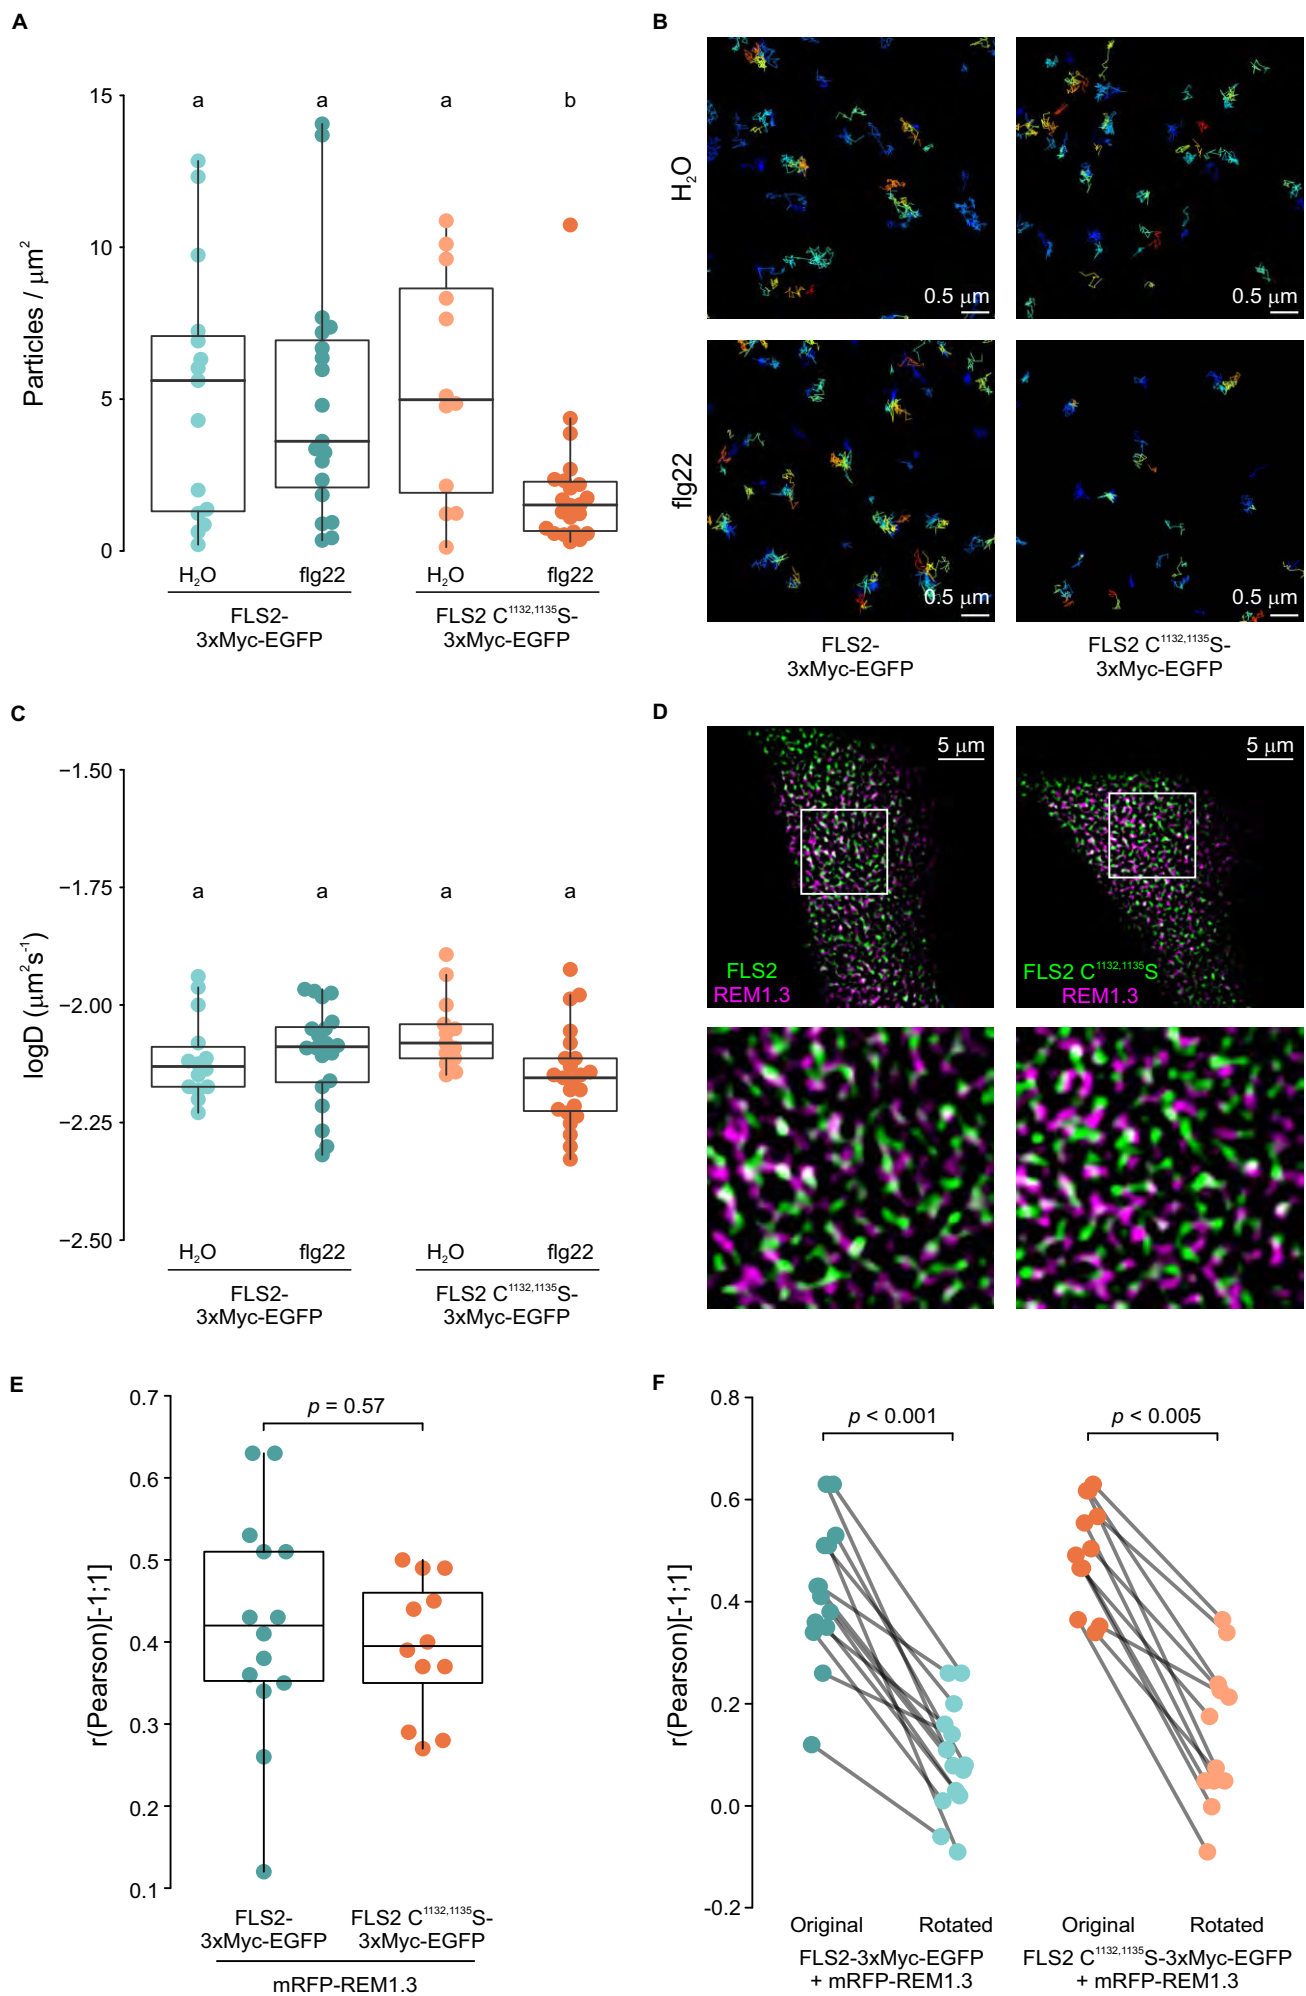 A
15
10
5
0
Particles / μm²
a a a b
H₂O flg22 H₂O flg22
FLS2-
3xMyc-EGFP
FLS2 C¹¹³²,¹¹³⁵S-
3xMyc-EGFP
B
H₂O
0.5 μm
0.5 μm
flg22
0.5 μm
0.5 μm
FLS2-
3xMyc-EGFP
FLS2 C¹¹³²,¹¹³⁵S-
3xMyc-EGFP
C
−1.50
−1.75
−2.00
−2.25
−2.50
logD (μm²s⁻¹)
a a a a
H₂O flg22 H₂O flg22
FLS2-
3xMyc-EGFP
FLS2 C¹¹³²,¹¹³⁵S-
3xMyc-EGFP
D
5 μm
FLS2
REM1.3
5 μm
FLS2 C¹¹³²,¹¹³⁵S
REM1.3
E
0.7
0.6
0.5
0.4
0.3
0.2
0.1
r(Pearson)[-1;1]
p = 0.57
FLS2-
3xMyc-EGFP
FLS2 C¹¹³²,¹¹³⁵S-
3xMyc-EGFP
mRFP-REM1.3
F
0.8
0.6
0.4
0.2
0.0
-0.2
r(Pearson)[-1;1]
p < 0.001
p < 0.005
Original Rotated
FLS2-3xMyc-EGFP
+ mRFP-REM1.3
Original Rotated
FLS2 C¹¹³²,¹¹³⁵S-3xMyc-EGFP
+ mRFP-REM1.3